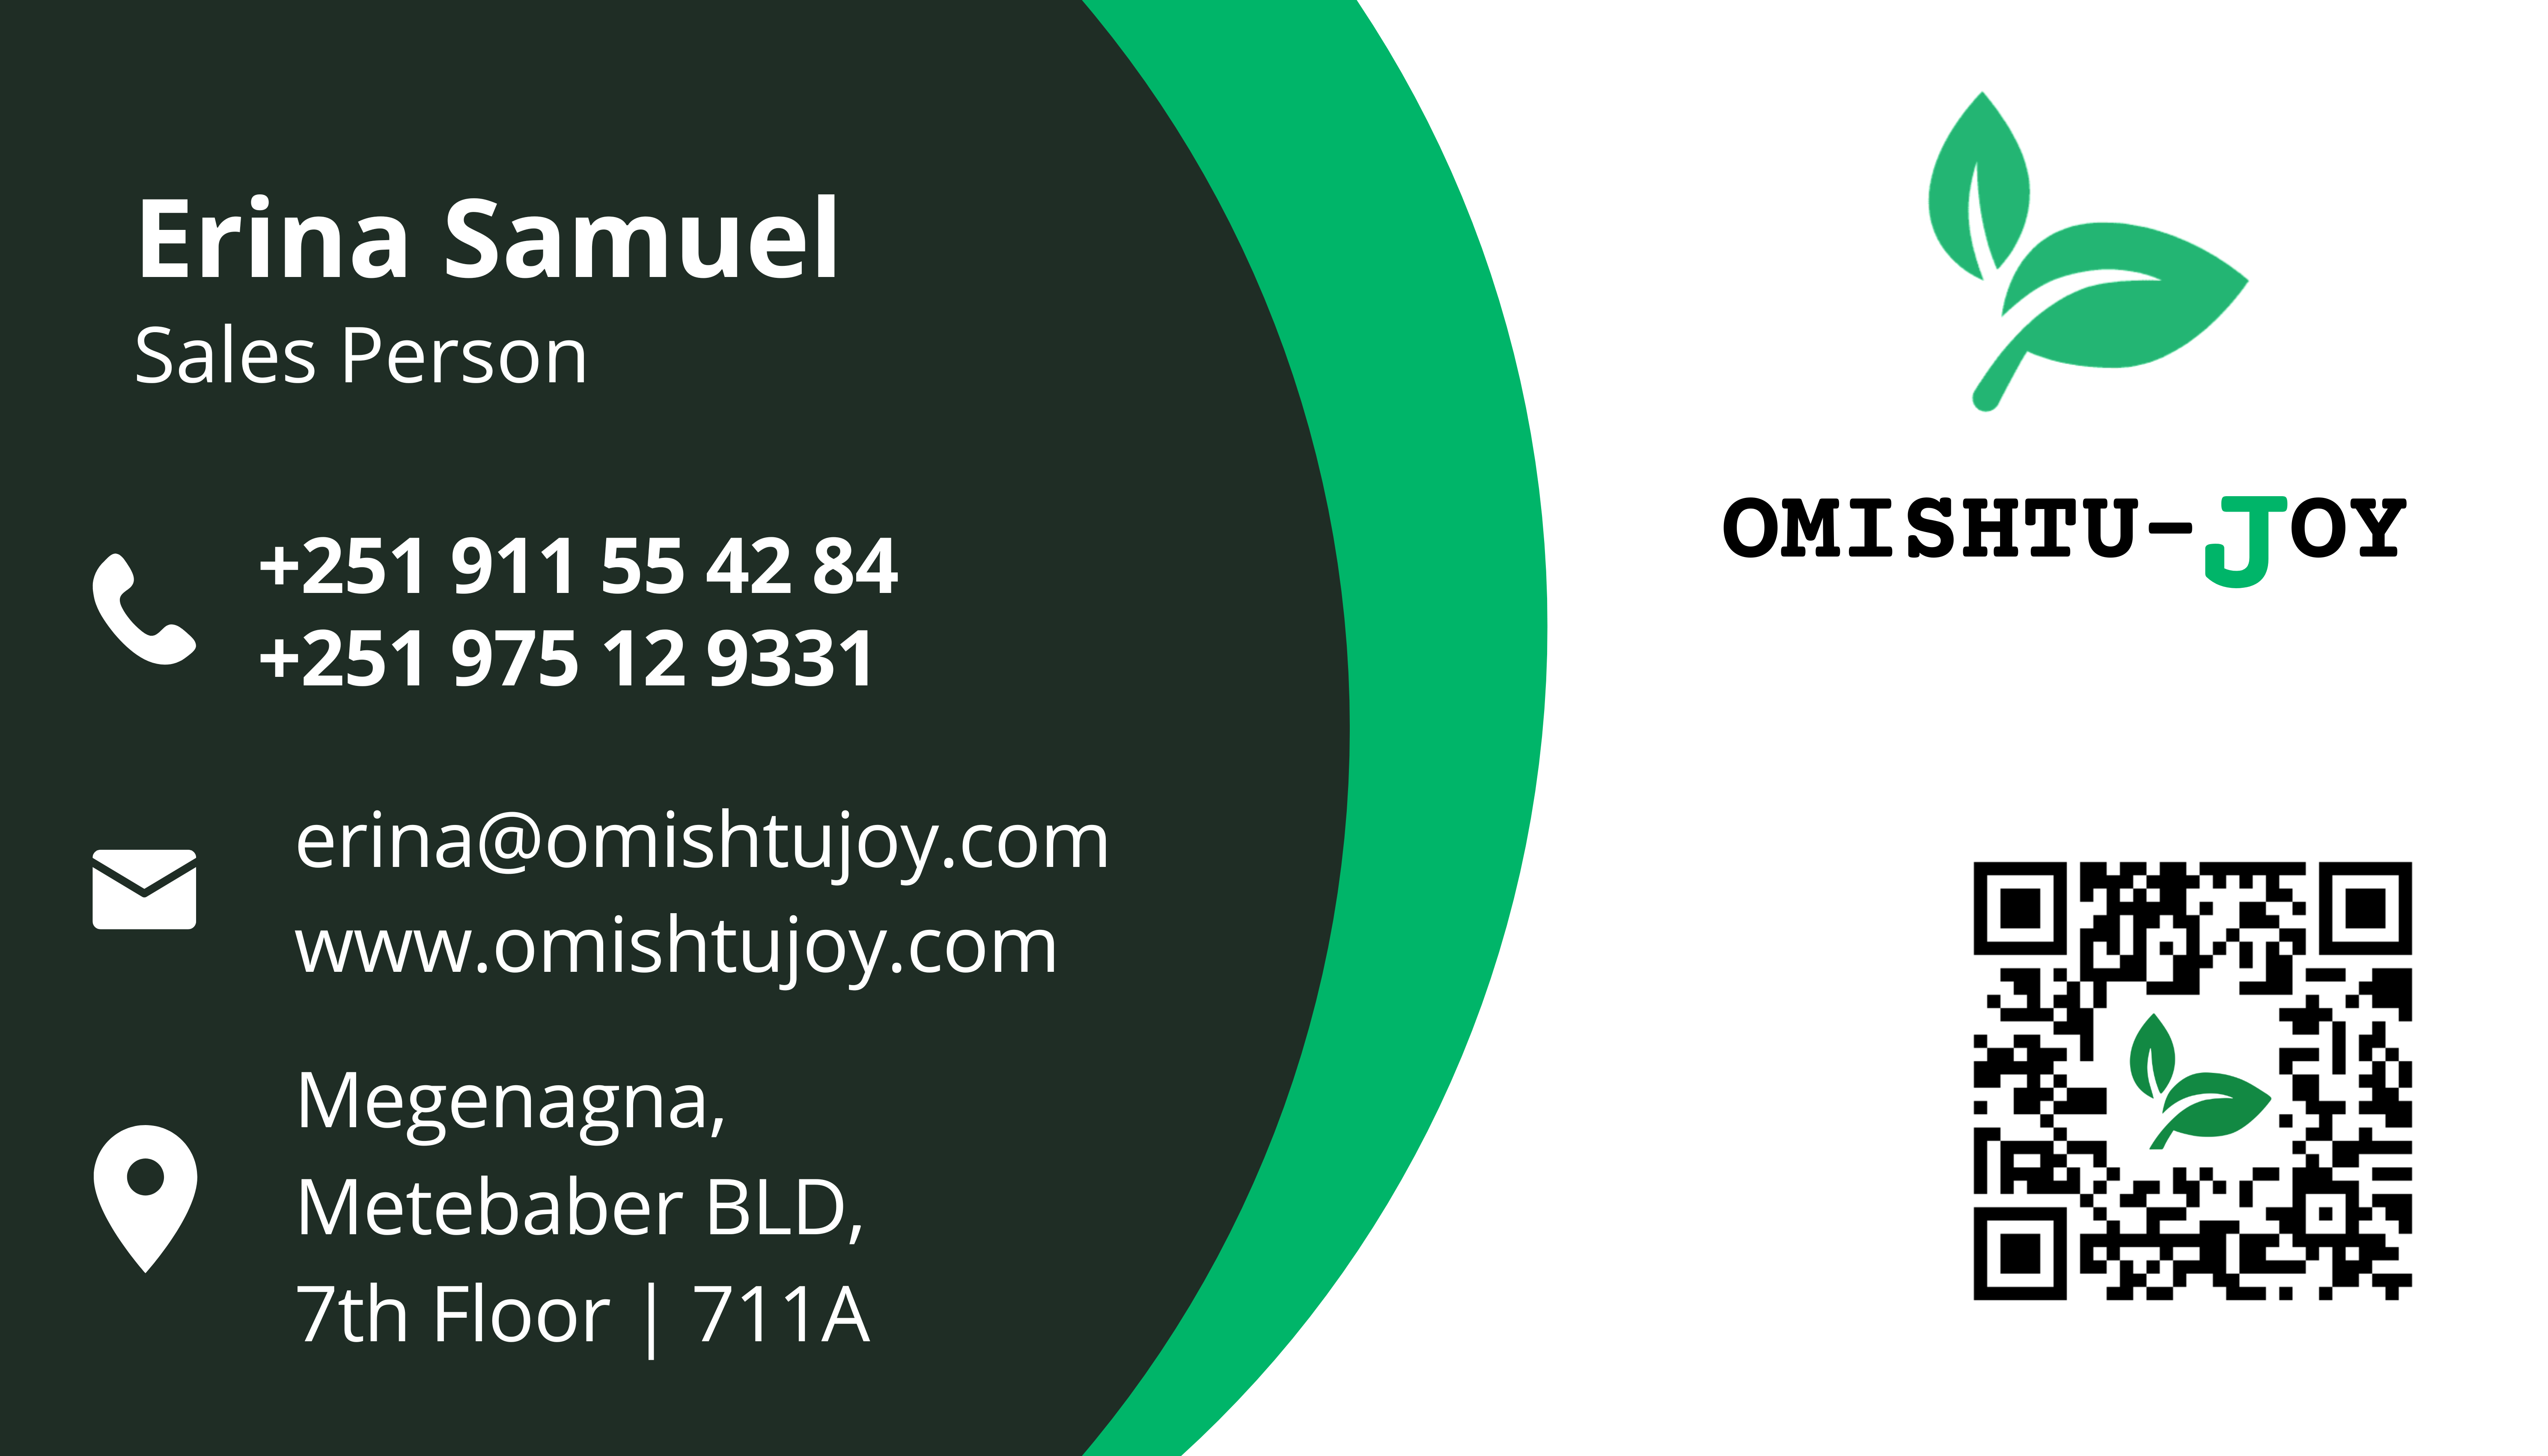 Erina Samuel
Sales Person
+251 911 55 42 84
+251 975 12 9331
erina@omishtujoy.com
www.omishtujoy.com
Megenagna,
Metebaber BLD,
7th Floor | 711A
OMISHTU-JOY